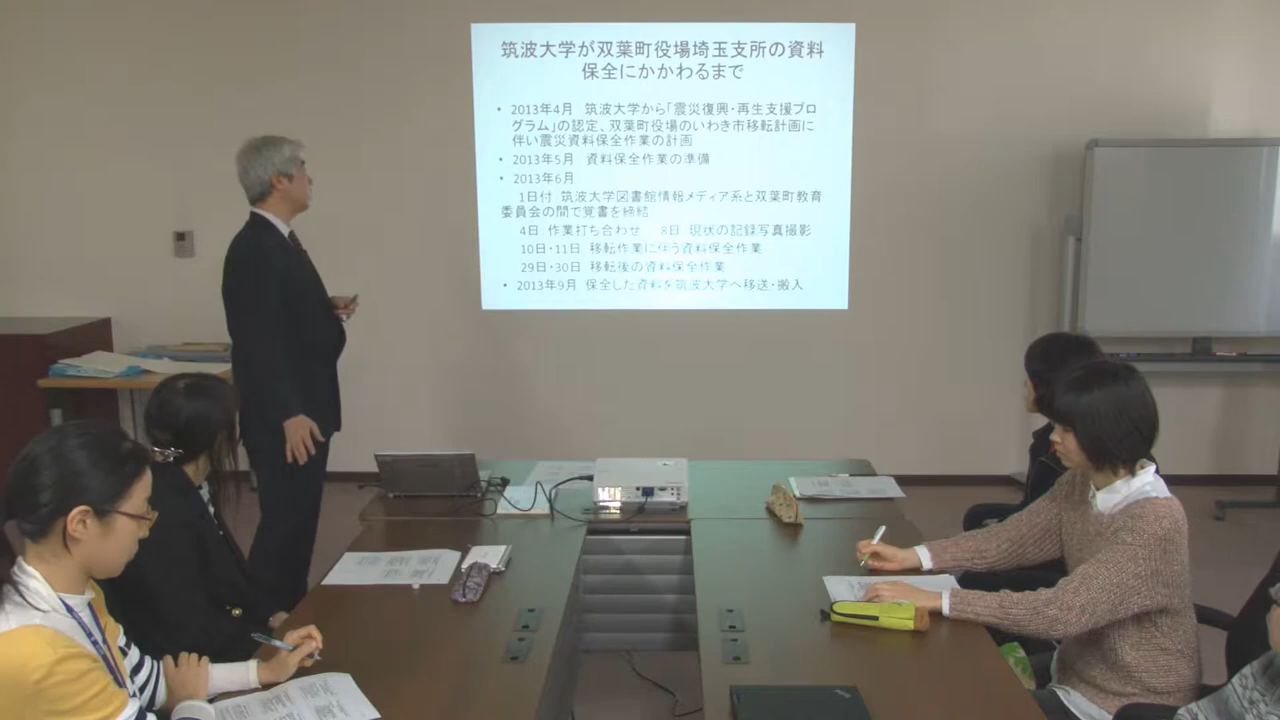 筑波大学が双葉町役場埼玉支所の資料
保全にかかわるまで
• 2013年4月 筑波大学から「震災復興・再生支援プロ
グラム」の認定、双葉町役場のいわき市移転計画に
伴い震災資料保全作業の計画
• 2013年5月 資料保全作業の準備
• 2013年6月
1日付 筑波大学図書館情報メディア系と双葉町教育
委員会の間で覚書を締結
4日 作業打ち合わせ 8日 現状の記録写真撮影
10日・11日 移転作業に伴う資料保全作業
29日・30日 移転後の資料保全作業
• 2013年9月 保全した資料を筑波大学へ移送・搬入